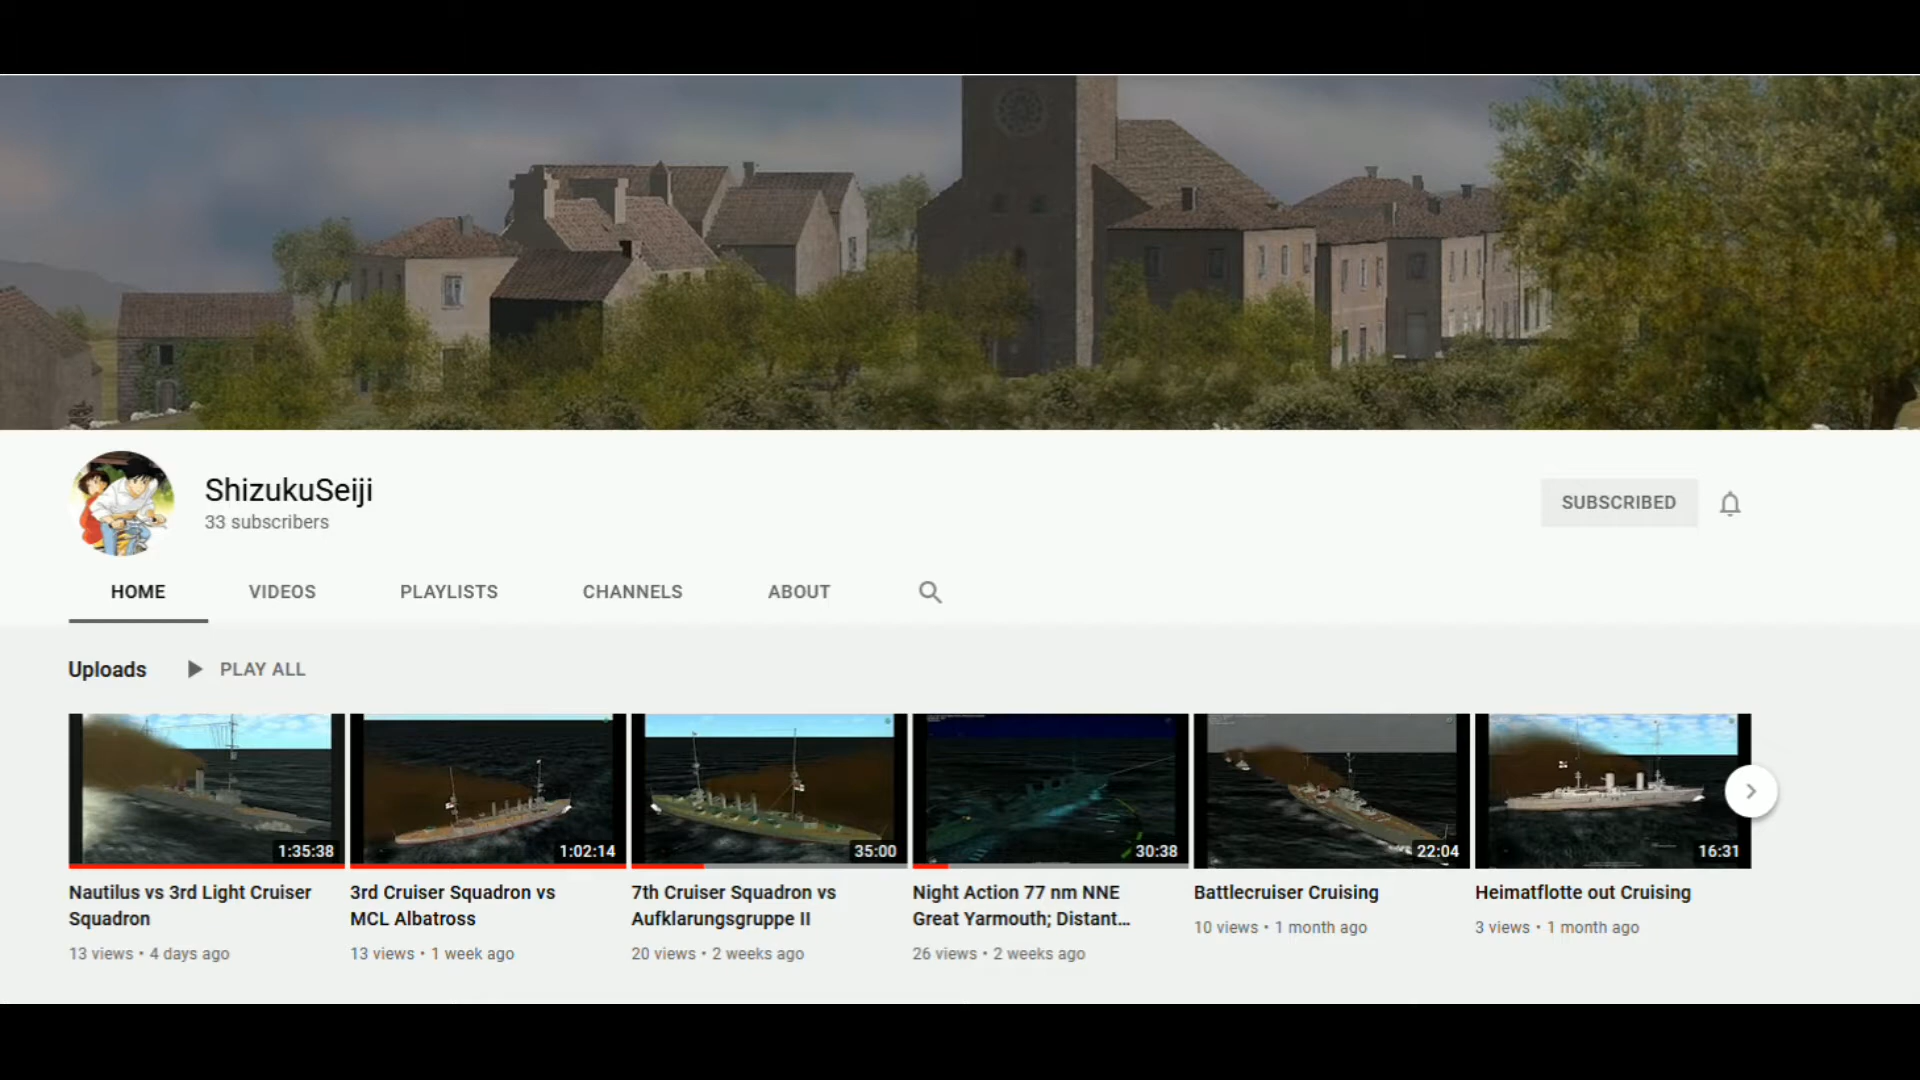 ShizukuSeiji
33 subscribers
SUBSCRIBED
HOME
VIDEOS
PLAYLISTS
CHANNELS
ABOUT
Uploads
PLAY ALL
1:35:38
1:02:14
35:00
30:38
22:04
16:31
Nautilus vs 3rd Light Cruiser
Squadron
13 views • 4 days ago
3rd Cruiser Squadron vs
MCL Albatross
13 views • 1 week ago
7th Cruiser Squadron vs
Aufklarungsgruppe II
20 views • 2 weeks ago
Night Action 77 nm NNE
Great Yarmouth; Distant...
26 views • 2 weeks ago
Battlecruiser Cruising
10 views • 1 month ago
Heimatflotte out Cruising
3 views • 1 month ago